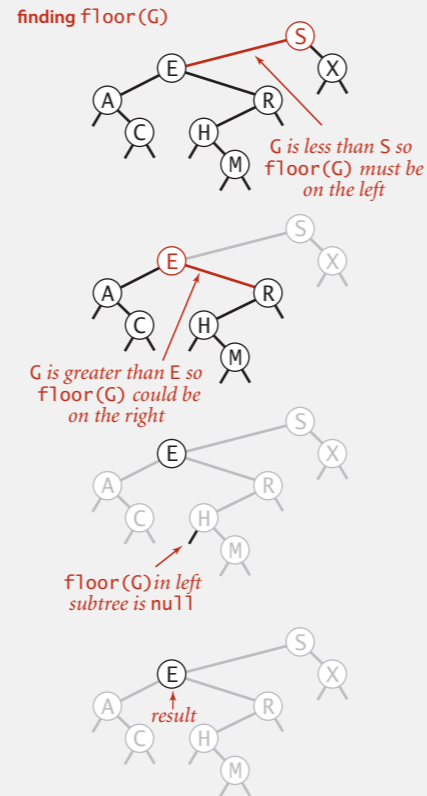 finding floor(G)
S
E
X
A
R
C
H
M
G is less than S so
floor(G) must be
on the left
S
E
X
A
R
C
H
M
G is greater than E so
floor(G) could be
on the right
S
E
X
A
R
C
H
M
floor(G)in left
subtree is null
S
E
X
A
R
result
C
H
M